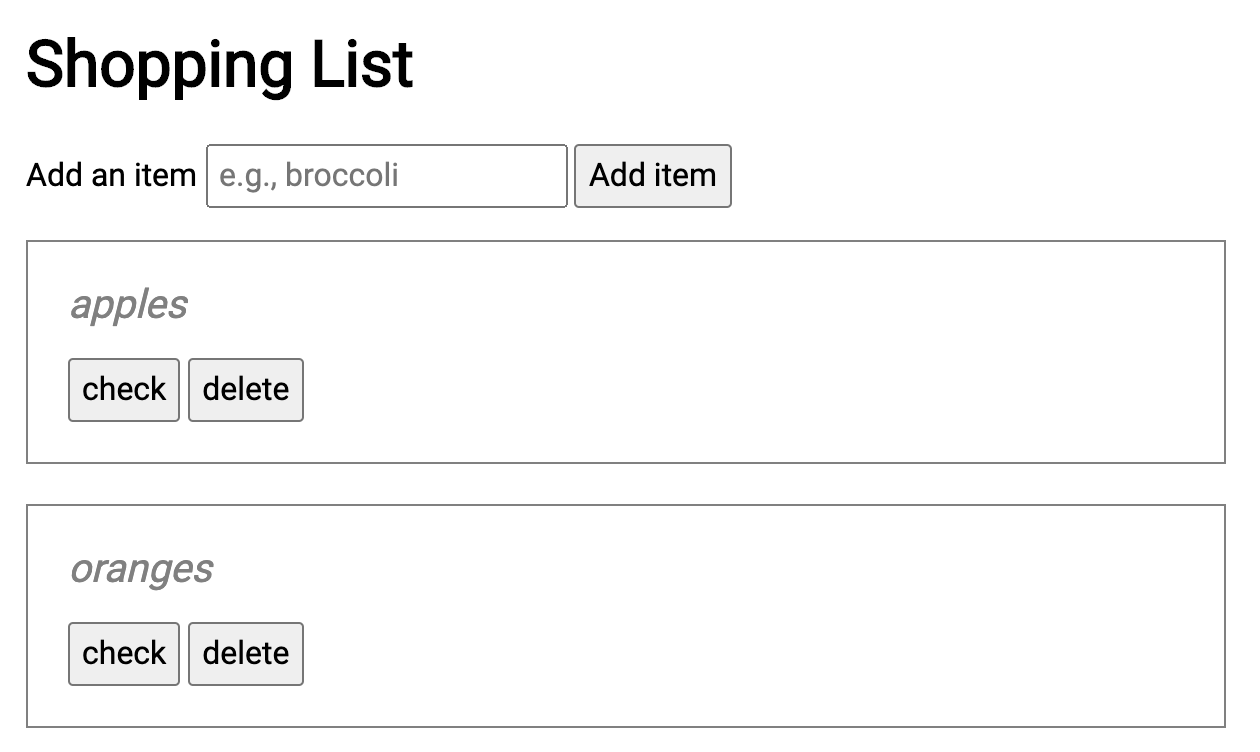 Shopping List
Add an item e.g., broccoli Add item
apples
check delete
oranges
check delete